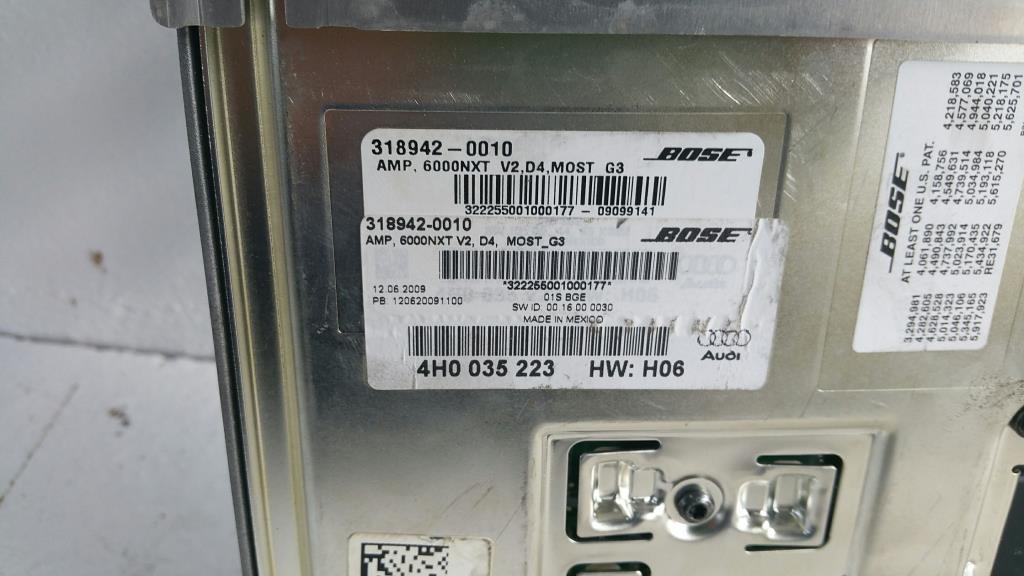 318942-0010
BOSE
AMP, 6000NXT V2,D4,MOST G3
322255001000177 - 09099141
318942-0010
BOSE
AMP, 6000NXT V2, D4, MOST_G3
*322255001000177*
12.06 2009
01S BGE
PB: 120620091100
SW ID: 00 16 00 0030
MADE IN MEXICO
Audi
4H0 035 223 HW: H06
BOSE
AT LEAST ONE U.S. PAT.
3,294,981 4,061,890 4,158,756 4,218,583
4,282,605 4,490,843 4,549,631 4,577,069
4,628,528 4,737,992 4,739,514 4,944,018
5,014,323 5,023,914 5,034,984 5,040,221
5,046,106 5,170,435 5,193,118 5,218,175
5,345,165 5,434,922 5,615,270 5,625,701
5,917,923 RE31,679